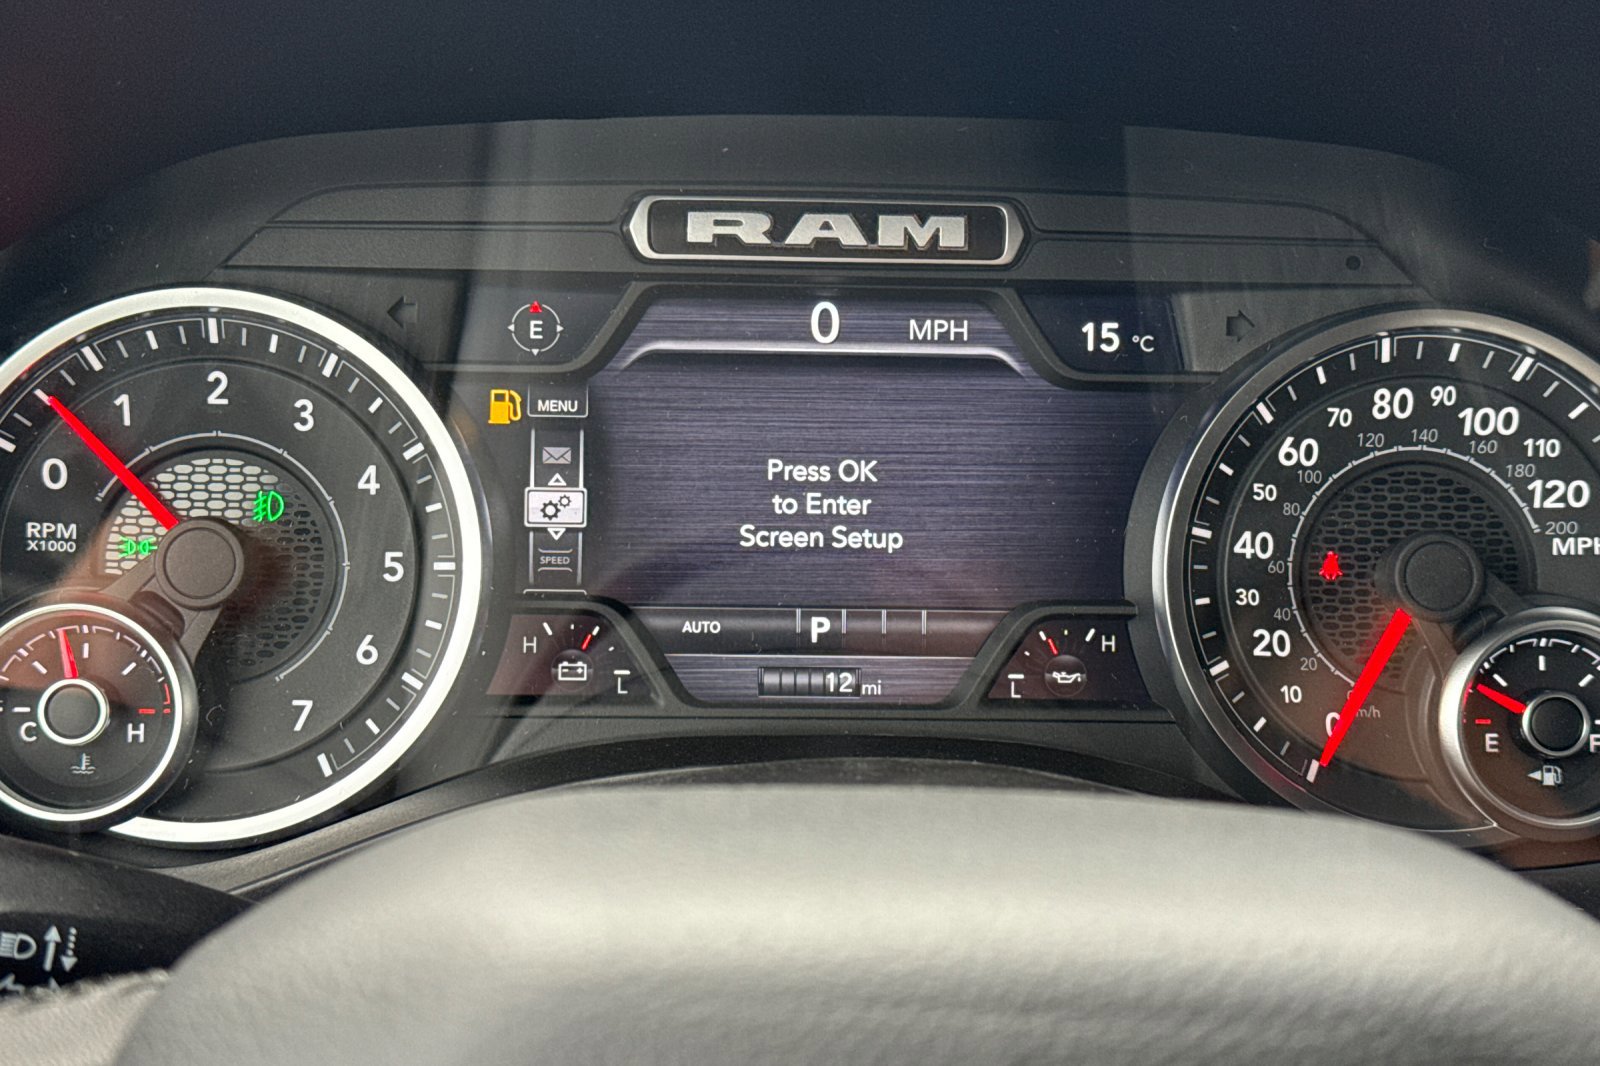 RAM
E
0 MPH
15 °C
MENU
SPEED
Press OK
to Enter
Screen Setup
AUTO
P
12 mi
H
L
L
H
0
1
2
3
4
5
6
7
RPM
X1000
C
H
0
10
20
30
40
50
60
70
80
90
100
110
120
MPH
20
40
60
80
100
120
140
160
180
200
E
F